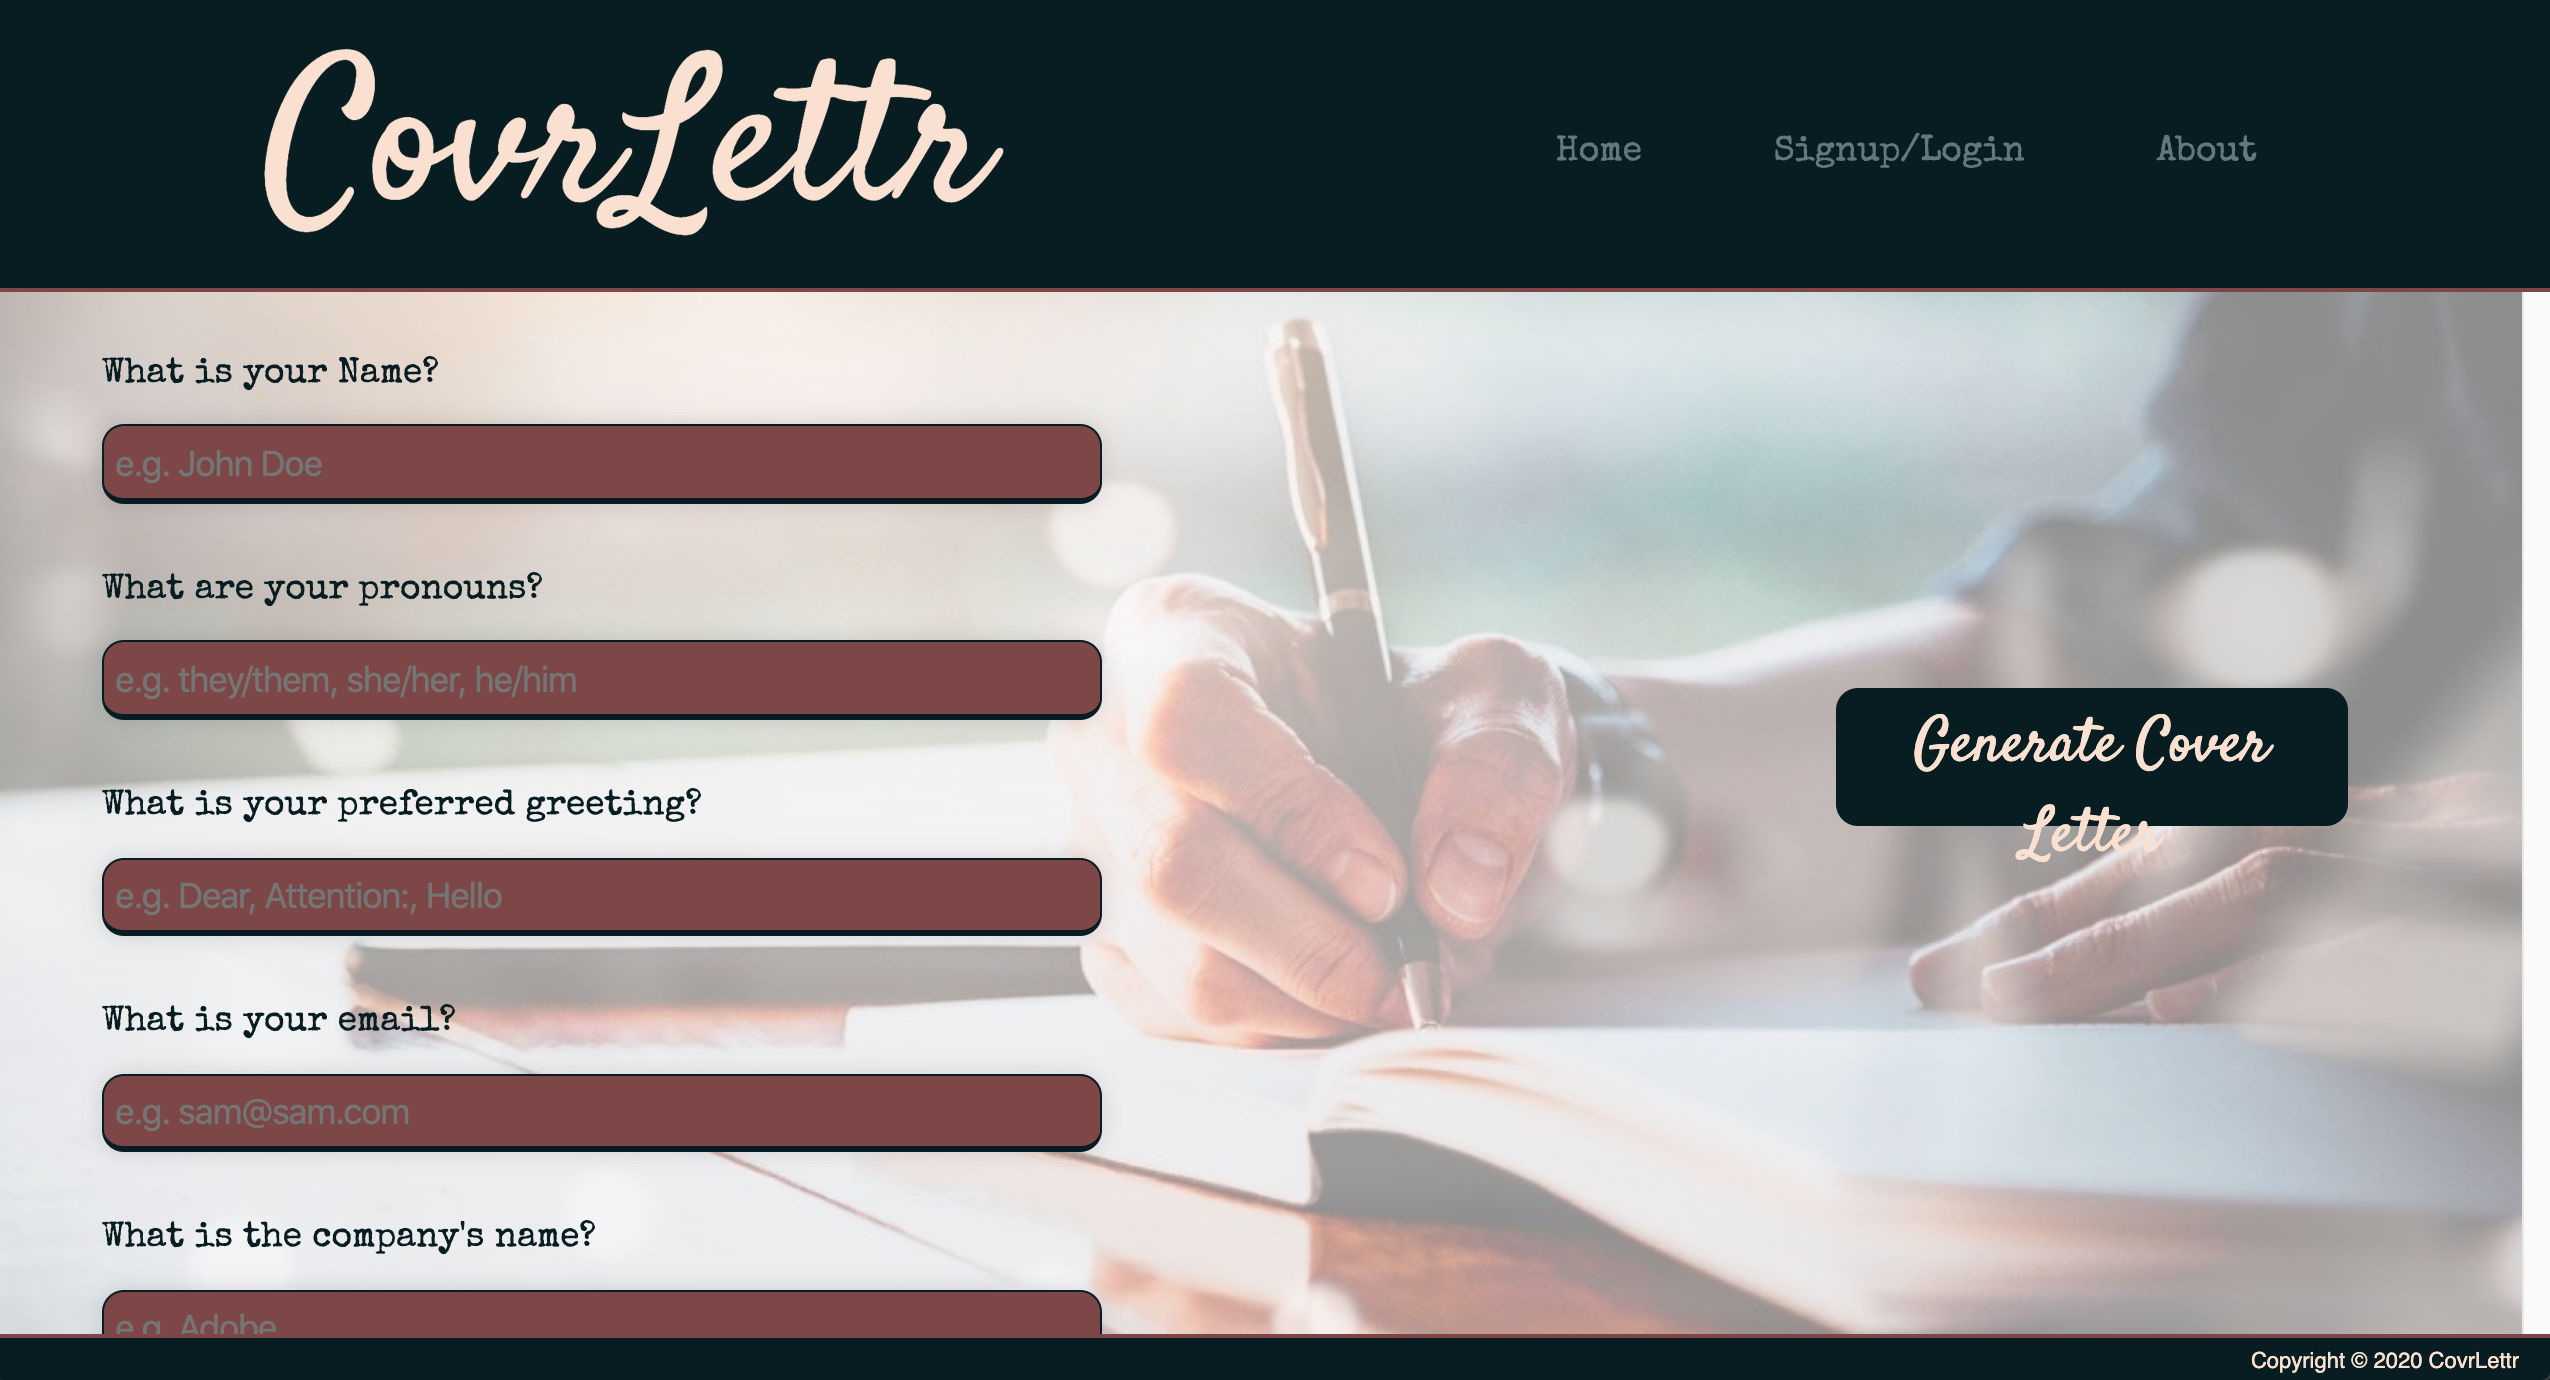 CovrLettr
Home Signup/Login About
What is your Name?
e.g. John Doe
What are your pronouns?
e.g. they/them, she/her, he/him
What is your preferred greeting?
e.g. Dear, Attention:, Hello
Generate Cover
Letter
What is your email?
e.g. sam@sam.com
What is the company's name?
e.g. Adobe
Copyright © 2020 CovrLettr